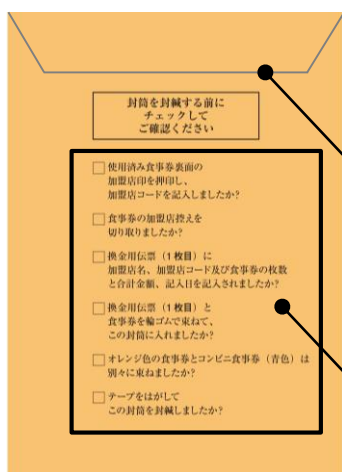 封筒を封緘する前に
チェックして
ご確認ください
□ 使用済み食事券裏面の
加盟店印を押印し、
加盟店コードを記入しましたか?
□ 食事券の加盟店控えを
切り取りましたか?
□ 換金用伝票（1枚目）に
加盟店名、加盟店コード及び食事券の枚数
と合計金額、記入日を記入されましたか?
□ 換金用伝票（1枚目）と
食事券を輪ゴムで束ねて、
この封筒に入れましたか?
□ オレンジ色の食事券とコンビニ食事券（青色）は
別々に束ねましたか?
□ テープをはがして
この封筒を封緘しましたか?